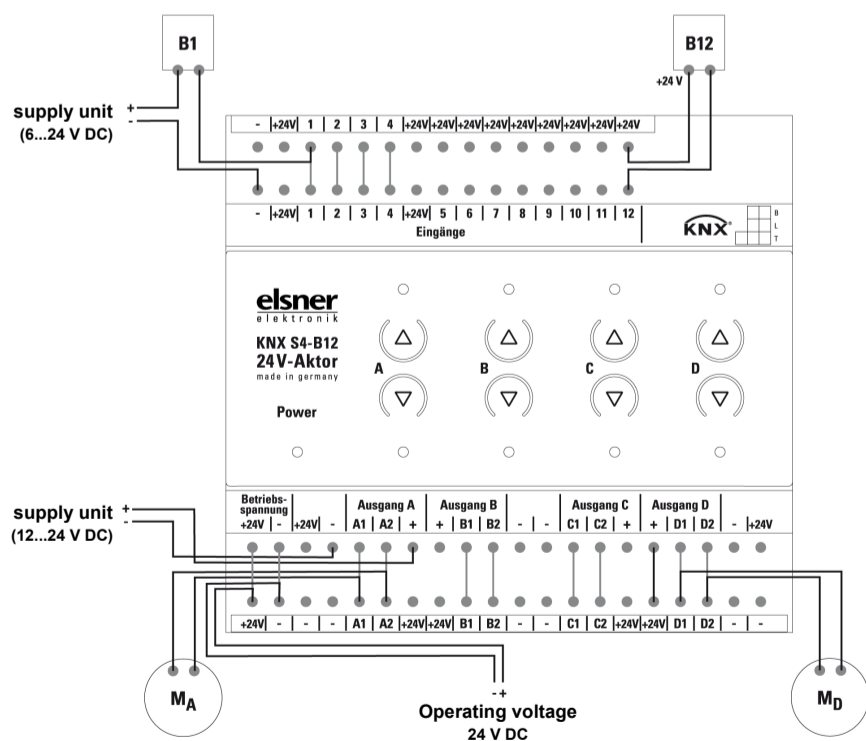 B1
B12
+24 V
supply unit
+
-
(6...24 V DC)
- +24V 1 2 3 4 +24V +24V +24V +24V +24V +24V +24V +24V +24V
- +24V 1 2 3 4 +24V 5 6 7 8 9 10 11 12
Eingänge
KNX®
B
L
T
elsner
elektronik
KNX S4-B12
24V-Aktor
made in germany
Power
A
B
C
D
supply unit
+
-
(12...24 V DC)
Betriebs-
spannung
Ausgang A
Ausgang B
Ausgang C
Ausgang D
+24V - +24V - A1 A2 + + B1 B2 - - C1 C2 + + D1 D2 - +24V
+24V - - - A1 A2 +24V +24V B1 B2 - - C1 C2 +24V +24V D1 D2 - -
MA
MD
- +
Operating voltage
24 V DC